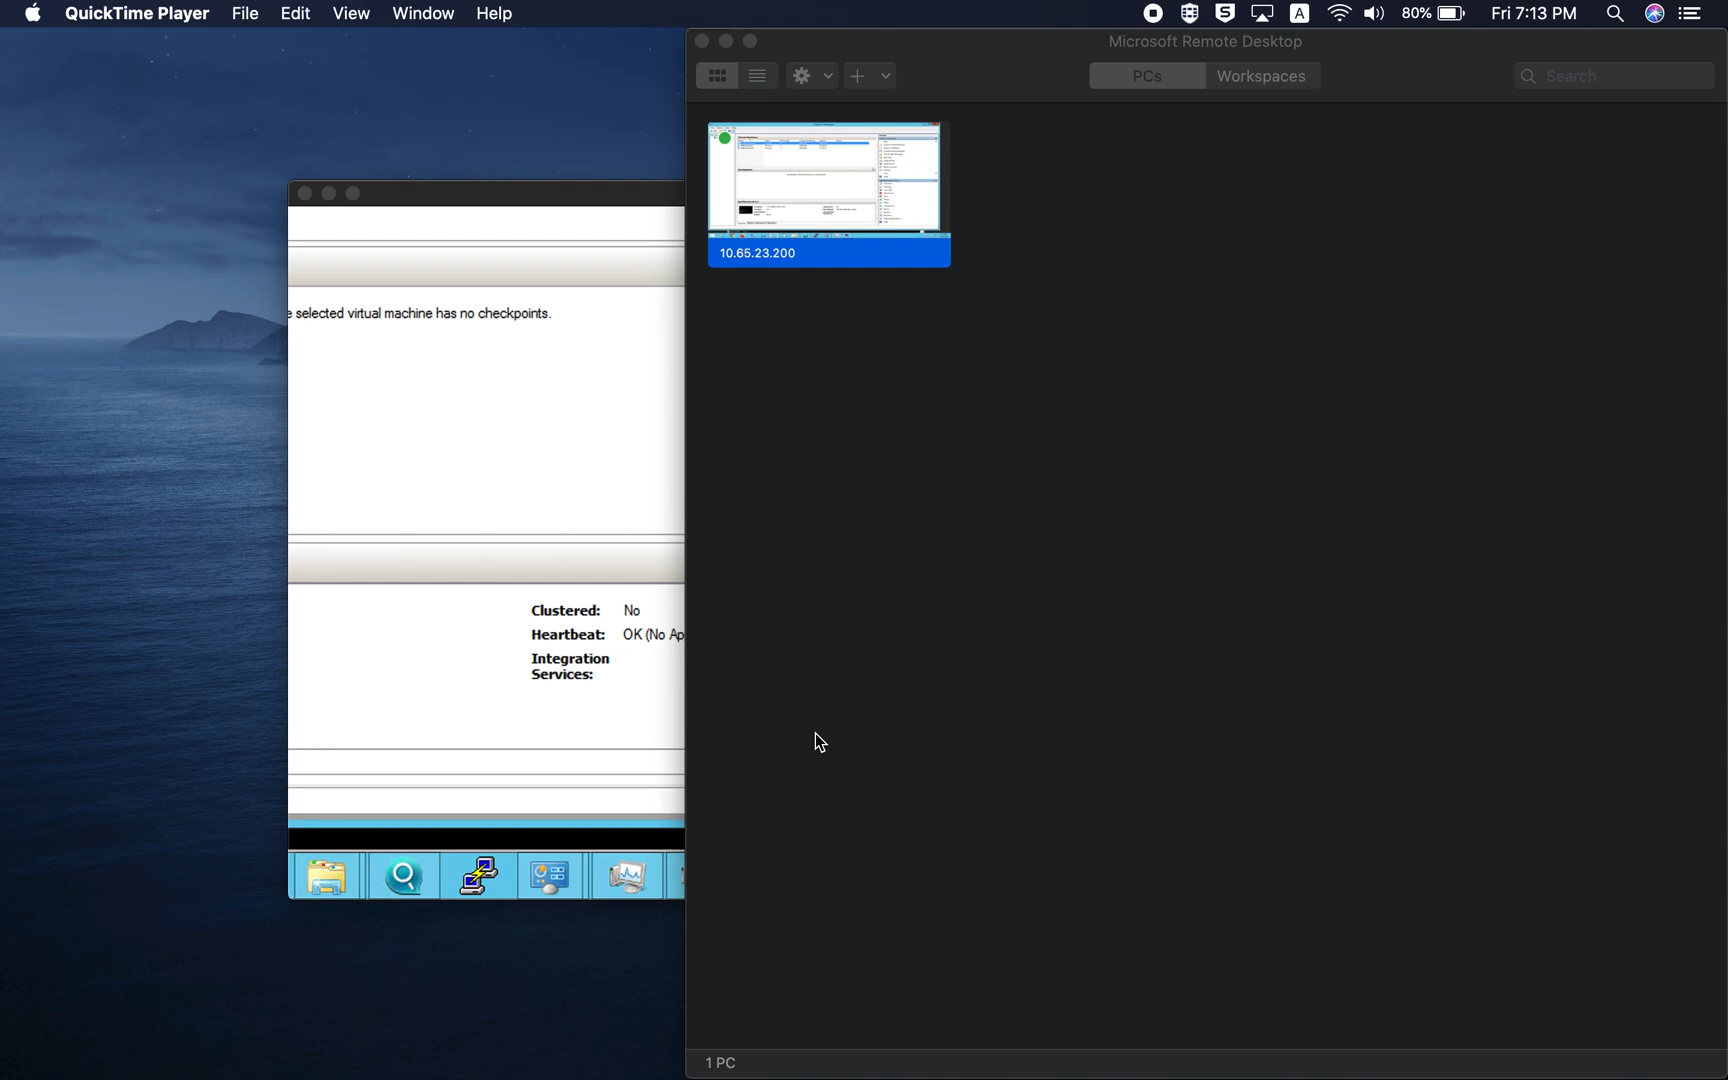 QuickTime Player File Edit View Window Help A 80% Fri 7:13 PM
Microsoft Remote Desktop
PCs Workspaces Search
10.65.23.200
selected virtual machine has no checkpoints.
Clustered: No
Heartbeat: OK (No Ap
Integration
Services:
1 PC